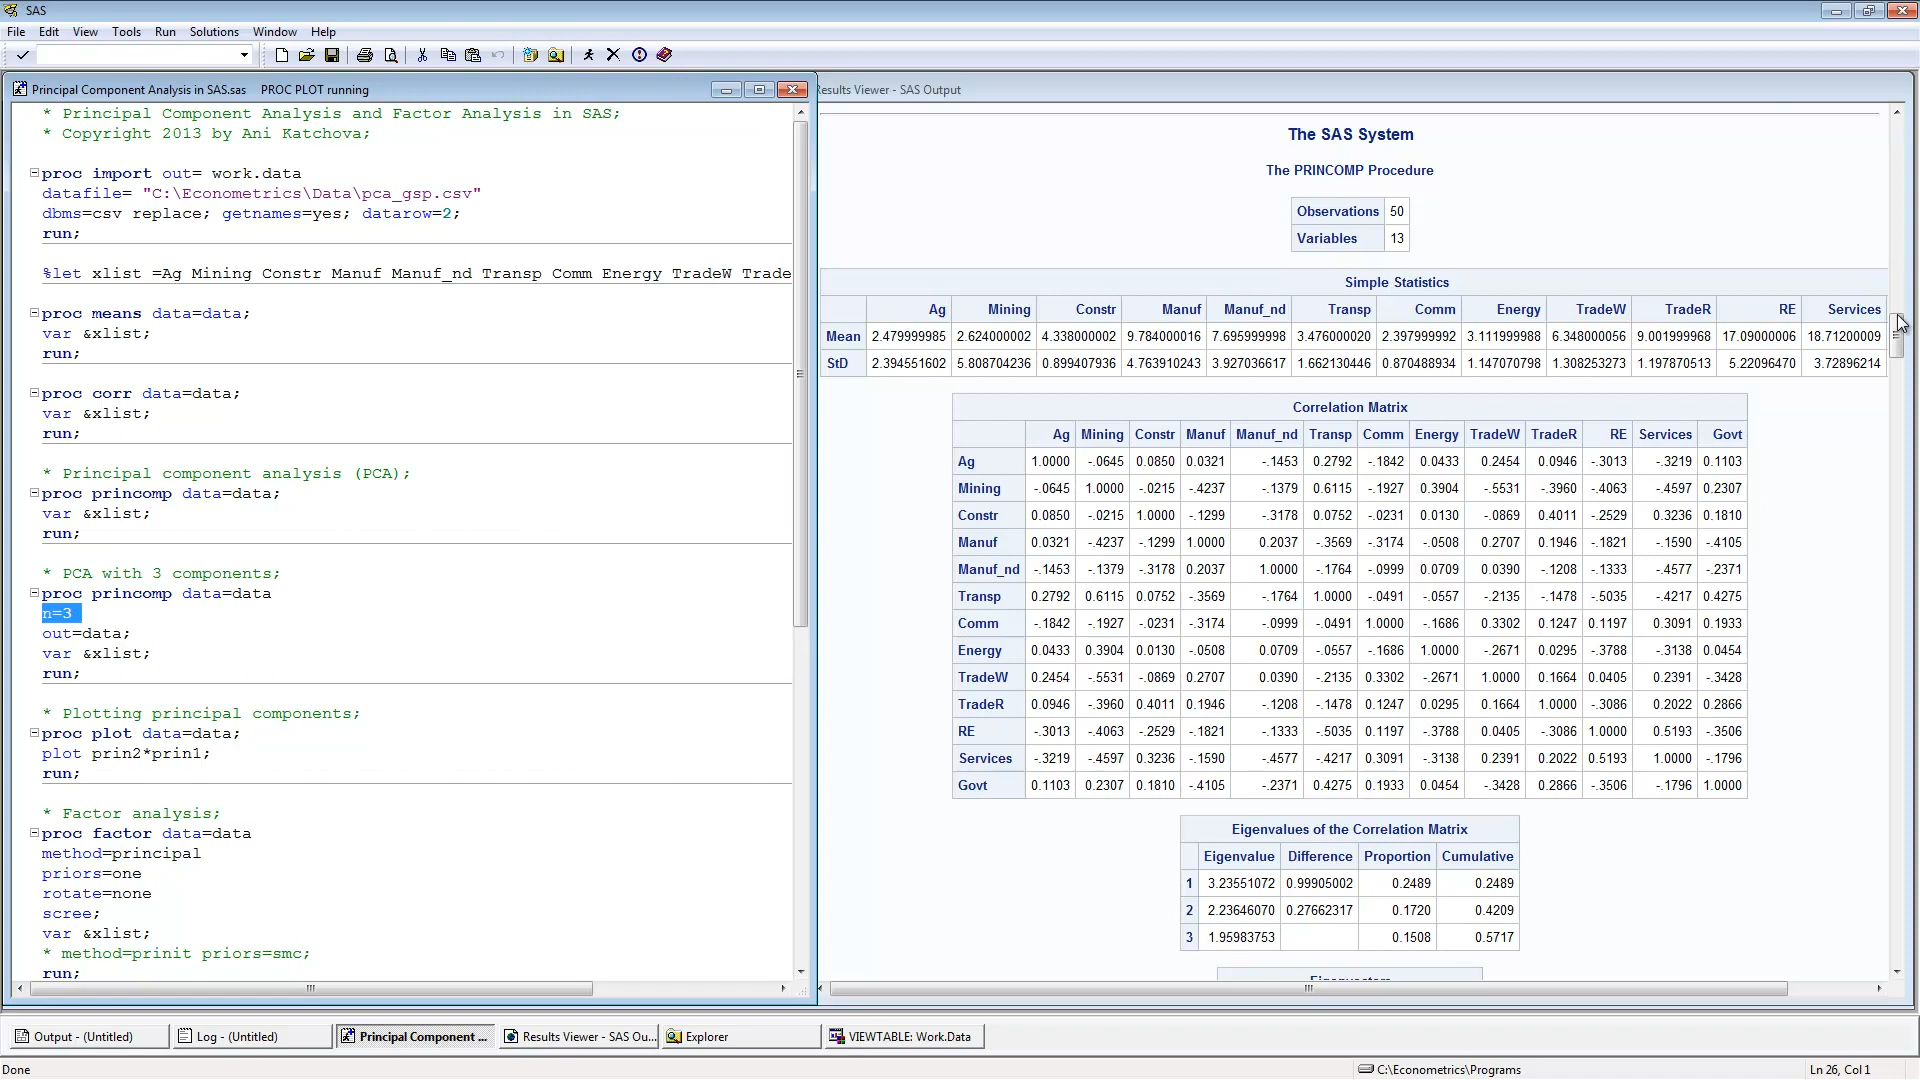 SAS
File Edit View Tools Run Solutions Window Help
Principal Component Analysis in SAS.sas PROC PLOT running
* Principal Component Analysis and Factor Analysis in SAS;
* Copyright 2013 by Ani Katchova;
proc import out= work.data
datafile= "C:\Econometrics\Data\pca_gsp.csv"
dbms=csv replace; getnames=yes; datarow=2;
run;
%let xlist =Ag Mining Constr Manuf Manuf_nd Transp Comm Energy TradeW Trade
proc means data=data;
var &xlist;
run;
proc corr data=data;
var &xlist;
run;
* Principal component analysis (PCA);
proc princomp data=data;
var &xlist;
run;
* PCA with 3 components;
proc princomp data=data
n=3
out=data;
var &xlist;
run;
* Plotting principal components;
proc plot data=data;
plot prin2*prin1;
run;
* Factor analysis;
proc factor data=data
method=principal
priors=one
rotate=none
scree;
var &xlist;
* method=prinit priors=smc;
run;
Results Viewer - SAS Output
The SAS System
The PRINCOMP Procedure
Observations 50
Variables 13
Simple Statistics
Ag Mining Constr Manuf Manuf_nd Transp Comm Energy TradeW TradeR RE Services
Mean 2.479999985 2.624000002 4.338000002 9.784000016 7.695999998 3.476000020 2.397999992 3.111999988 6.348000056 9.001999968 17.09000006 18.71200009
StD 2.394551602 5.808704236 0.899407936 4.763910243 3.927036617 1.662130446 0.870488934 1.147070798 1.308253273 1.197870513 5.22096470 3.72896214
Correlation Matrix
Ag Mining Constr Manuf Manuf_nd Transp Comm Energy TradeW TradeR RE Services Govt
Ag 1.0000 -.0645 0.0850 0.0321 -.1453 0.2792 -.1842 0.0433 0.2454 0.0946 -.3013 -.3219 0.1103
Mining -.0645 1.0000 -.0215 -.4237 -.1379 0.6115 -.1927 0.3904 -.5531 -.3960 -.4063 -.4597 0.2307
Constr 0.0850 -.0215 1.0000 -.1299 -.3178 0.0752 -.0231 0.0130 -.0869 0.4011 -.2529 0.3236 0.1810
Manuf 0.0321 -.4237 -.1299 1.0000 0.2037 -.3569 -.3174 -.0508 0.2707 0.1946 -.1821 -.1590 -.4105
Manuf_nd -.1453 -.1379 -.3178 0.2037 1.0000 -.1764 -.0999 0.0709 0.0390 -.1208 -.1333 -.4577 -.2371
Transp 0.2792 0.6115 0.0752 -.3569 -.1764 1.0000 -.0491 -.0557 -.2135 -.1478 -.5035 -.4217 0.4275
Comm -.1842 -.1927 -.0231 -.3174 -.0999 -.0491 1.0000 -.1686 0.3302 0.1247 0.1197 0.3091 0.1933
Energy 0.0433 0.3904 0.0130 -.0508 0.0709 -.0557 -.1686 1.0000 -.2671 0.0295 -.3788 -.3138 0.0454
TradeW 0.2454 -.5531 -.0869 0.2707 0.0390 -.2135 0.3302 -.2671 1.0000 0.1664 0.0405 0.2391 -.3428
TradeR 0.0946 -.3960 0.4011 0.1946 -.1208 -.1478 0.1247 0.0295 0.1664 1.0000 -.3086 0.2022 0.2866
RE -.3013 -.4063 -.2529 -.1821 -.1333 -.5035 0.1197 -.3788 0.0405 -.3086 1.0000 0.5193 -.3506
Services -.3219 -.4597 0.3236 -.1590 -.4577 -.4217 0.3091 -.3138 0.2391 0.2022 0.5193 1.0000 -.1796
Govt 0.1103 0.2307 0.1810 -.4105 -.2371 0.4275 0.1933 0.0454 -.3428 0.2866 -.3506 -.1796 1.0000
Eigenvalues of the Correlation Matrix
Eigenvalue Difference Proportion Cumulative
1 3.23551072 0.99905002 0.2489 0.2489
2 2.23646070 0.27662317 0.1720 0.4209
3 1.95983753 0.1508 0.5717
Output - (Untitled) Log - (Untitled) Principal Component ... Results Viewer - SAS Ou... Explorer VIEWTABLE: Work.Data
Done C:\Econometrics\Programs Ln 26, Col 1